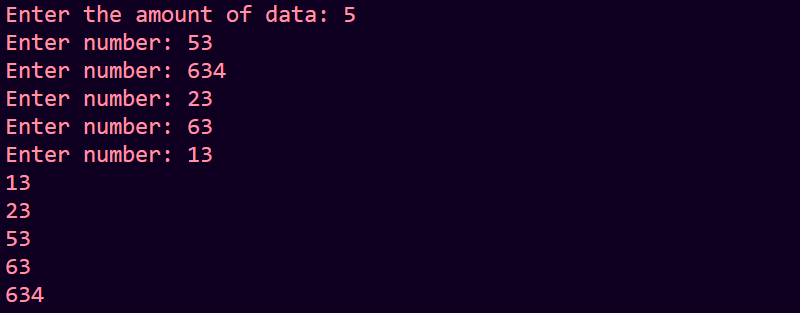 Enter the amount of data: 5
Enter number: 53
Enter number: 634
Enter number: 23
Enter number: 63
Enter number: 13
13
23
53
63
634